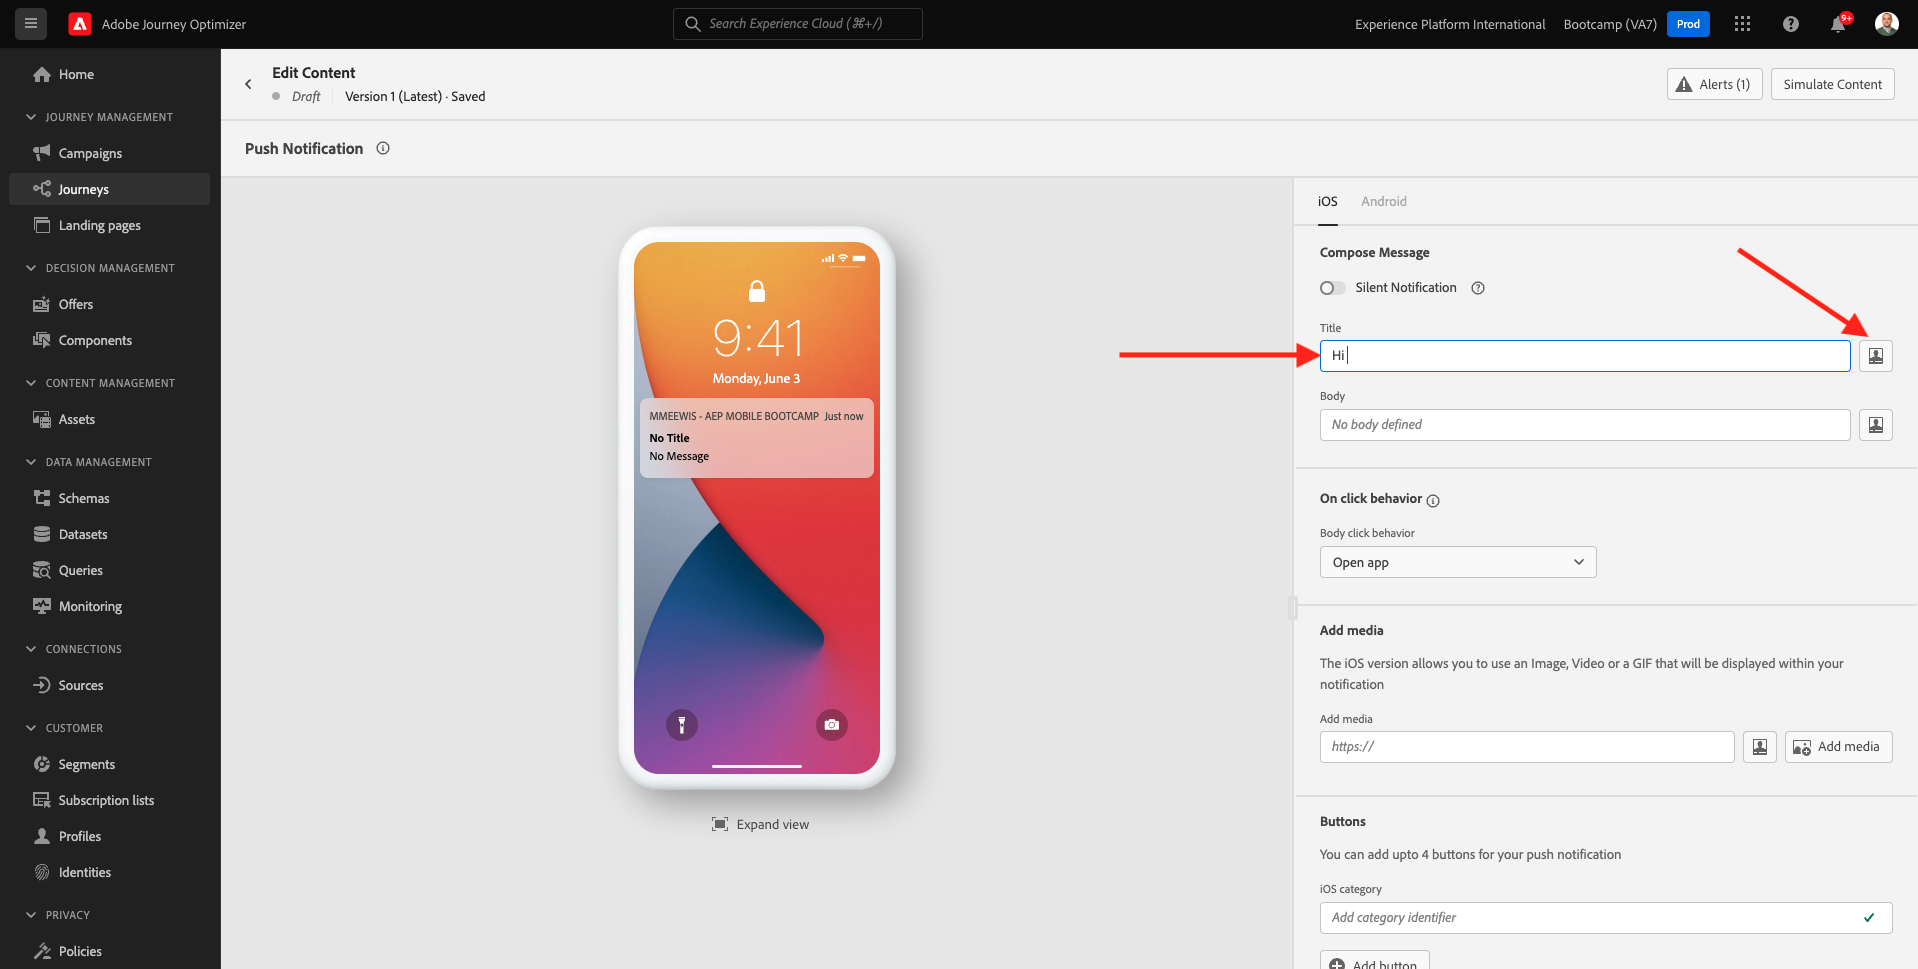 Adobe Journey Optimizer
Search Experience Cloud (⌘+/)
Experience Platform International
Bootcamp (VA7)
Prod
9+
Home
JOURNEY MANAGEMENT
Campaigns
Journeys
Landing pages
DECISION MANAGEMENT
Offers
Components
CONTENT MANAGEMENT
Assets
DATA MANAGEMENT
Schemas
Datasets
Queries
Monitoring
CONNECTIONS
Sources
CUSTOMER
Segments
Subscription lists
Profiles
Identities
PRIVACY
Policies
Edit Content
Draft
Version 1 (Latest) · Saved
Alerts (1)
Simulate Content
Push Notification
9:41
Monday, June 3
MMEEWIS - AEP MOBILE BOOTCAMP Just now
No Title
No Message
Expand view
iOS
Android
Compose Message
Silent Notification
Title
Hi
Body
No body defined
On click behavior
Body click behavior
Open app
Add media
The iOS version allows you to use an Image, Video or a GIF that will be displayed within your
notification
Add media
https://
Add media
Buttons
You can add upto 4 buttons for your push notification
iOS category
Add category identifier
Add button